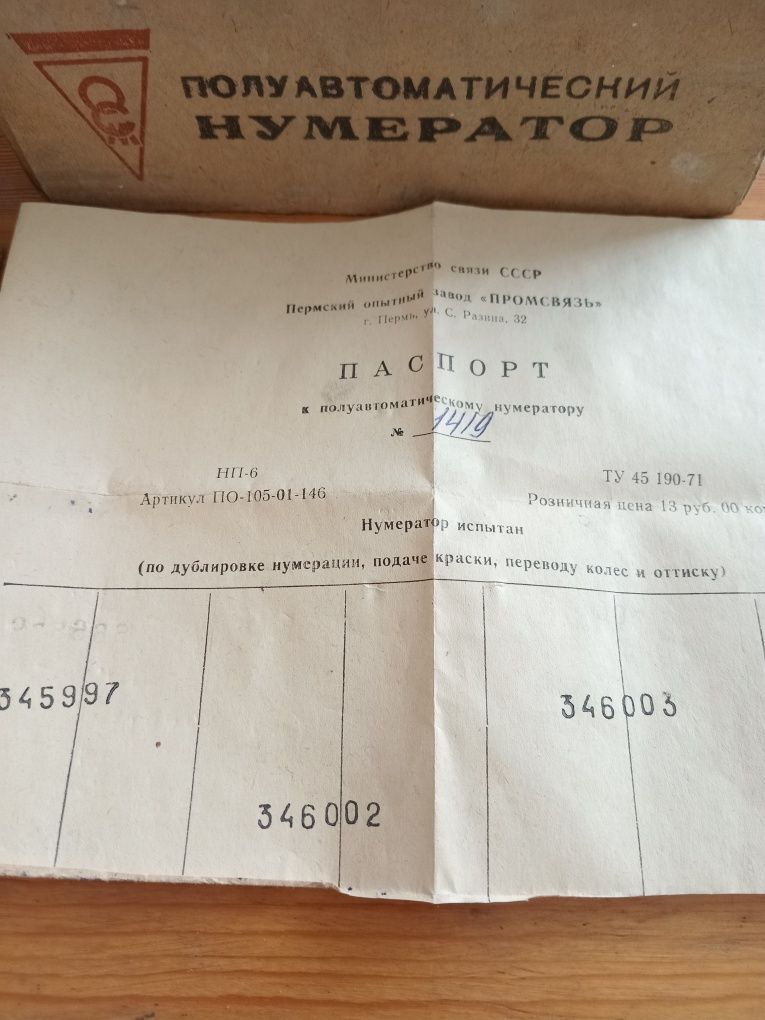 ПОЛУАВТОМАТИЧЕСКИЙ
НУМЕРАТОР
Министерство связи СССР
Пермский опытный завод «ПРОМСВЯЗЬ»
г. Пермь, ул. С. Разина, 32
ПАСПОРТ
к полуавтоматическому нумератору
№ 1419
НП-6 ТУ 45 190-71
Артикул ПО-105-01-146 Розничная цена 13 руб. 00 коп
Нумератор испытан
(по дублировке нумерации, подаче краски, переводу колес и оттиску)
345997 346003
346002